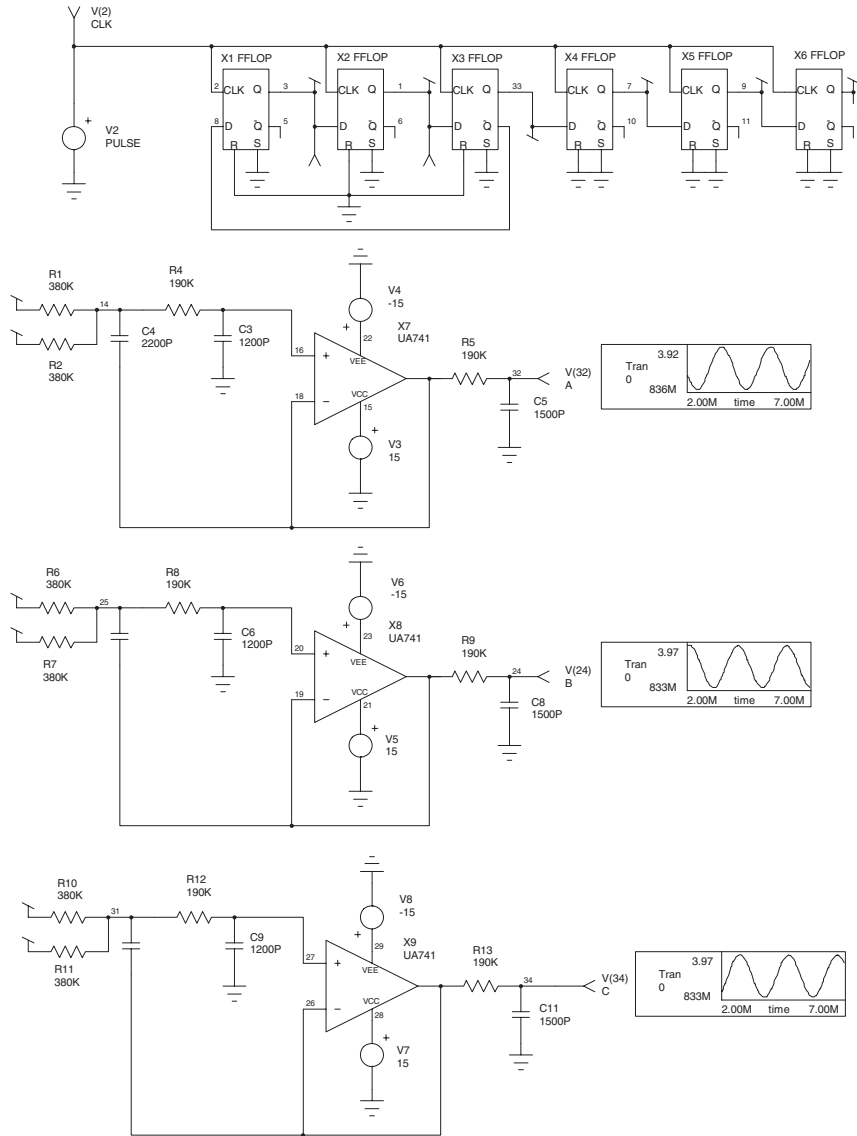 V(2)
CLK
X1 FFLOP
X2 FFLOP
X3 FFLOP
X4 FFLOP
X5 FFLOP
X6 FFLOP
2 CLK Q 3
CLK Q 1
CLK Q 33
CLK Q 7
CLK Q 9
CLK Q
8 D Q̄ 5
D Q̄ 6
D Q̄
D Q̄ 10
D Q̄ 11
D Q̄
R S
R S
R S
R S
R S
R S
+
V2
PULSE
R1
380K
14
R4
190K
R2
380K
C4
2200P
C3
1200P
V4
-15
+
22
X7
UA741
16
+
VEE
18
−
VCC
15
+
V3
15
R5
190K
32
V(32)
A
C5
1500P
Tran
0
3.92
836M
2.00M time 7.00M
R6
380K
25
R8
190K
R7
380K
C6
1200P
V6
-15
+
23
X8
UA741
20
+
VEE
19
−
VCC
21
+
V5
15
R9
190K
24
V(24)
B
C8
1500P
Tran
0
3.97
833M
2.00M time 7.00M
R10
380K
31
R12
190K
R11
380K
C9
1200P
V8
-15
+
29
X9
UA741
27
+
VEE
26
−
VCC
28
+
V7
15
R13
190K
34
V(34)
C
C11
1500P
Tran
0
3.97
833M
2.00M time 7.00M